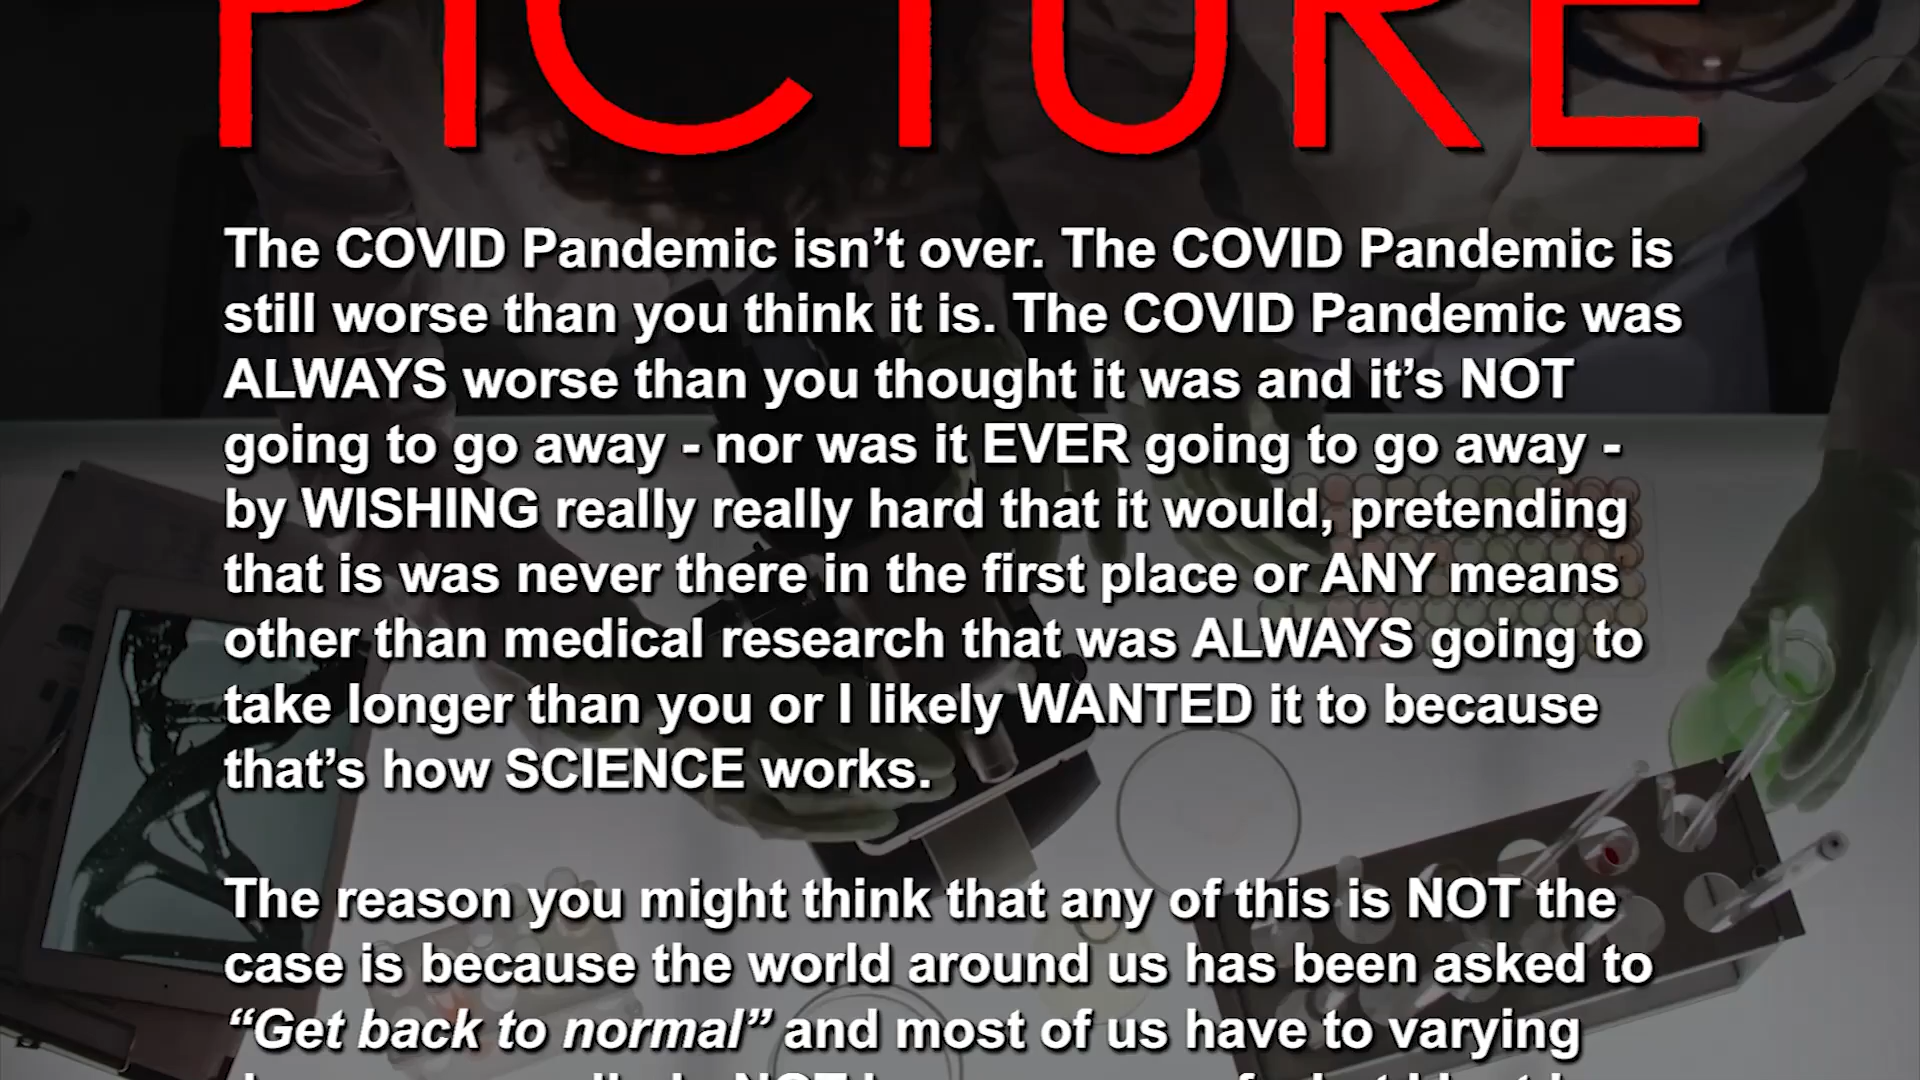 PICTURE
The COVID Pandemic isn’t over. The COVID Pandemic is
still worse than you think it is. The COVID Pandemic was
ALWAYS worse than you thought it was and it’s NOT
going to go away - nor was it EVER going to go away -
by WISHING really really hard that it would, pretending
that is was never there in the first place or ANY means
other than medical research that was ALWAYS going to
take longer than you or I likely WANTED it to because
that’s how SCIENCE works.
The reason you might think that any of this is NOT the
case is because the world around us has been asked to
“Get back to normal” and most of us have to varying